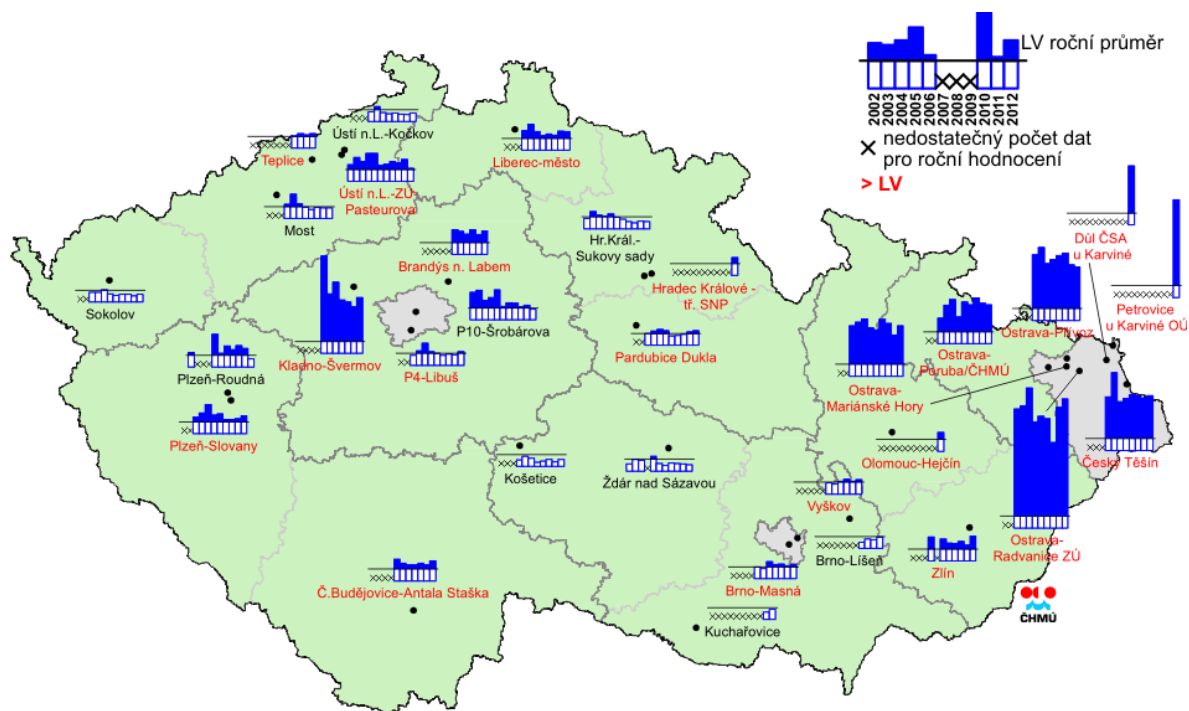 LV roční průměr
2002
2003
2004
2005
2006
2007
2008
2009
2010
2011
2012
nedostatečný počet dat
pro roční hodnocení
> LV
Ústí n.L.-Kočkov
Teplice
Liberec-město
Ústí n.L.-ZÚ-
Pasteurova
Most
Hr.Král.-
Sukovy sady
Důl ČSA
u Karviné
Brandýs n. Labem
Hradec Králové -
tř. SNP
Petrovice
u Karviné OÚ
Sokolov
P10-Šrobárova
Ostrava-Přívoz
Plzeň-Roudná
Kladno-Švermov
P4-Libuš
Pardubice Dukla
Ostrava-
Poruba/ČHMÚ
Ostrava-
Mariánské Hory
Plzeň-Slovany
Olomouc-Hejčín
Český Těšín
Košetice
Ždár nad Sázavou
Vyškov
Ostrava-
Radvanice ZÚ
Brno-Líšeň
Zlín
Č.Budějovice-Antala Staška
Brno-Masná
ČHMÚ
Kuchařovice